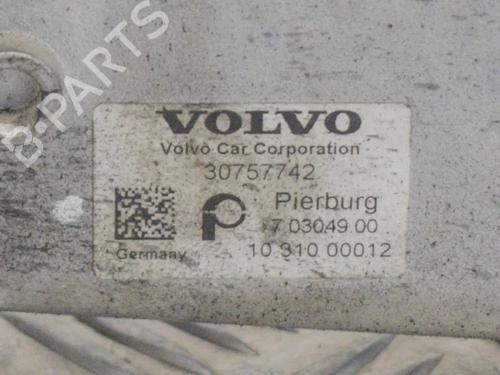 B-PARTS
VOLVO
Volvo Car Corporation
30757742
Pierburg
7.03049.00
Germany
10 310 00012